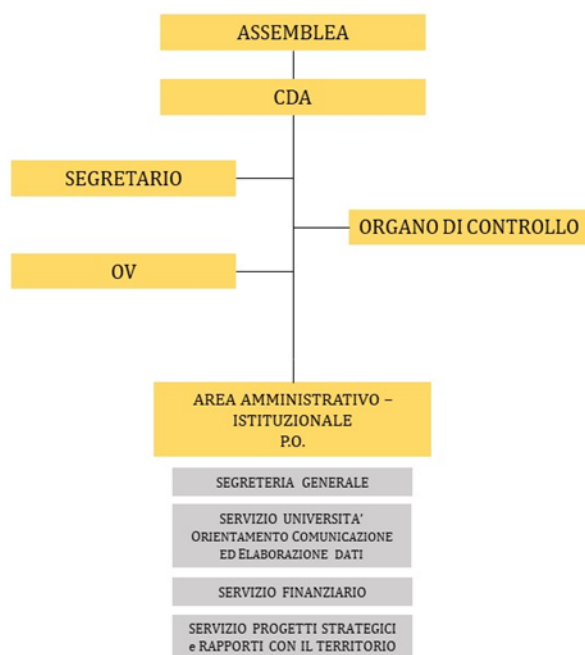 ASSEMBLEA
CDA
SEGRETARIO
ORGANO DI CONTROLLO
OV
AREA AMMINISTRATIVO –
ISTITUZIONALE
P.O.
SEGRETERIA GENERALE
SERVIZIO UNIVERSITA’
ORIENTAMENTO COMUNICAZIONE
ED ELABORAZIONE DATI
SERVIZIO FINANZIARIO
SERVIZIO PROGETTI STRATEGICI
e RAPPORTI CON IL TERRITORIO